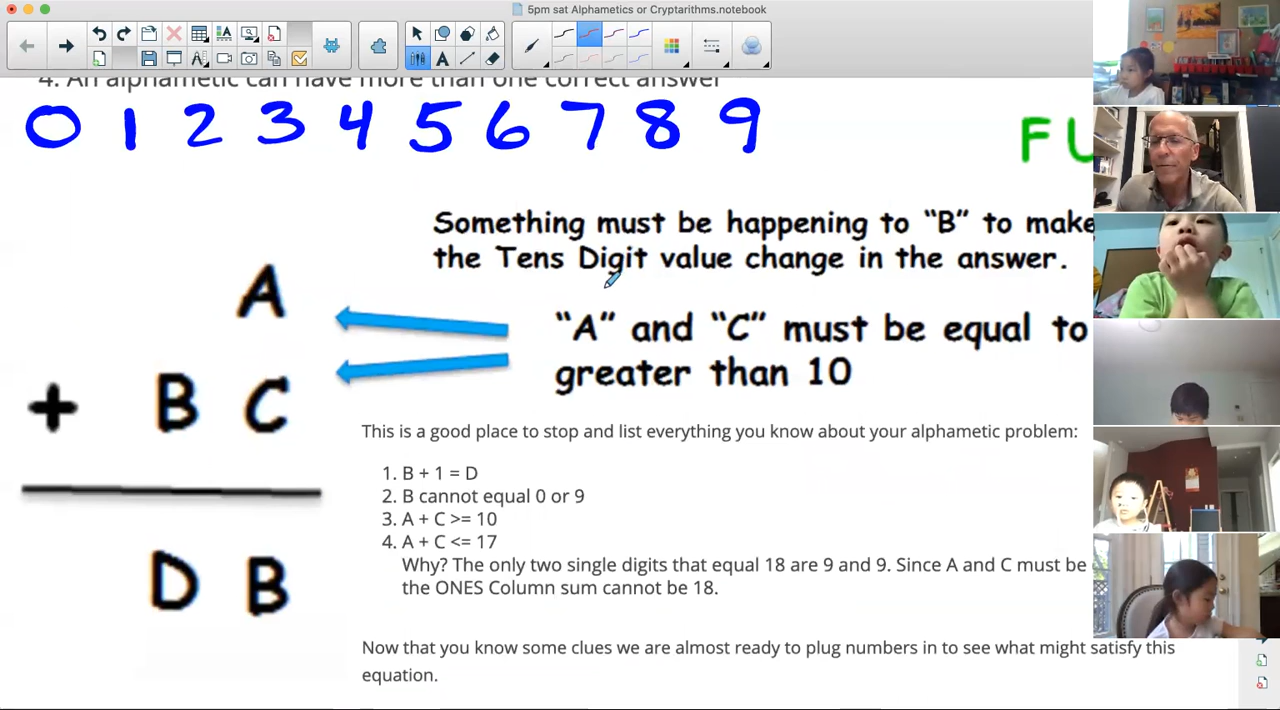 5pm sat Alphametics or Cryptarithms.notebook
4. An alphametic can have more than one correct answer
0 1 2 3 4 5 6 7 8 9
FU
Something must be happening to “B” to make
the Tens Digit value change in the answer.
A
“A” and “C” must be equal to
greater than 10
+ B C
This is a good place to stop and list everything you know about your alphametic problem:
1. B + 1 = D
2. B cannot equal 0 or 9
3. A + C >= 10
4. A + C <= 17
Why? The only two single digits that equal 18 are 9 and 9. Since A and C must be
the ONES Column sum cannot be 18.
D B
Now that you know some clues we are almost ready to plug numbers in to see what might satisfy this
equation.